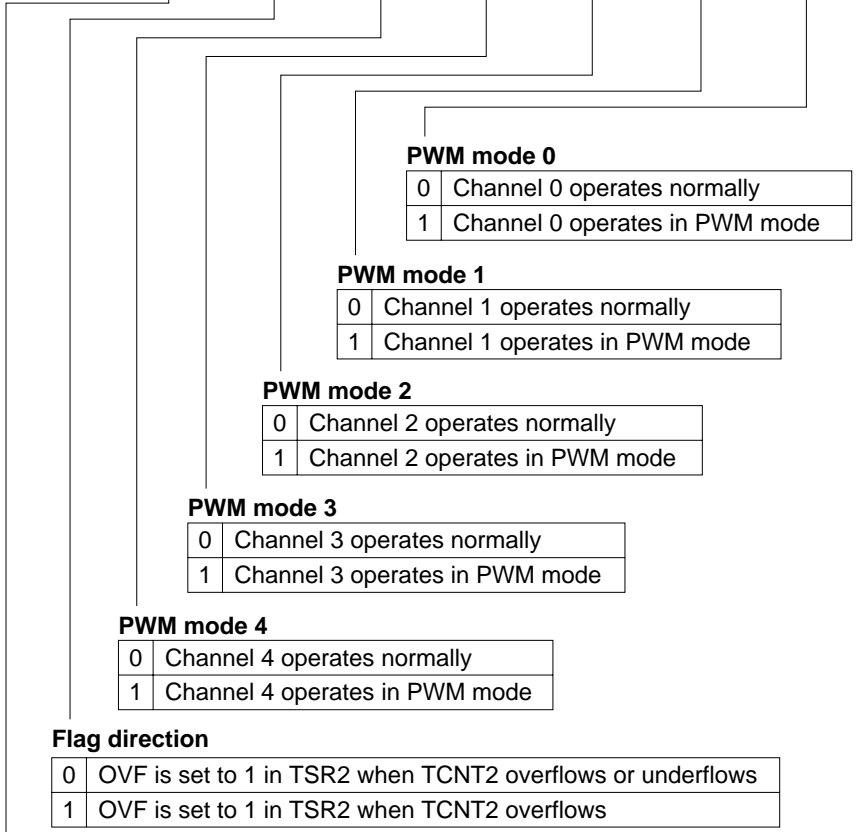 PWM mode 0
0 Channel 0 operates normally
1 Channel 0 operates in PWM mode
PWM mode 1
0 Channel 1 operates normally
1 Channel 1 operates in PWM mode
PWM mode 2
0 Channel 2 operates normally
1 Channel 2 operates in PWM mode
PWM mode 3
0 Channel 3 operates normally
1 Channel 3 operates in PWM mode
PWM mode 4
0 Channel 4 operates normally
1 Channel 4 operates in PWM mode
Flag direction
0 OVF is set to 1 in TSR2 when TCNT2 overflows or underflows
1 OVF is set to 1 in TSR2 when TCNT2 overflows